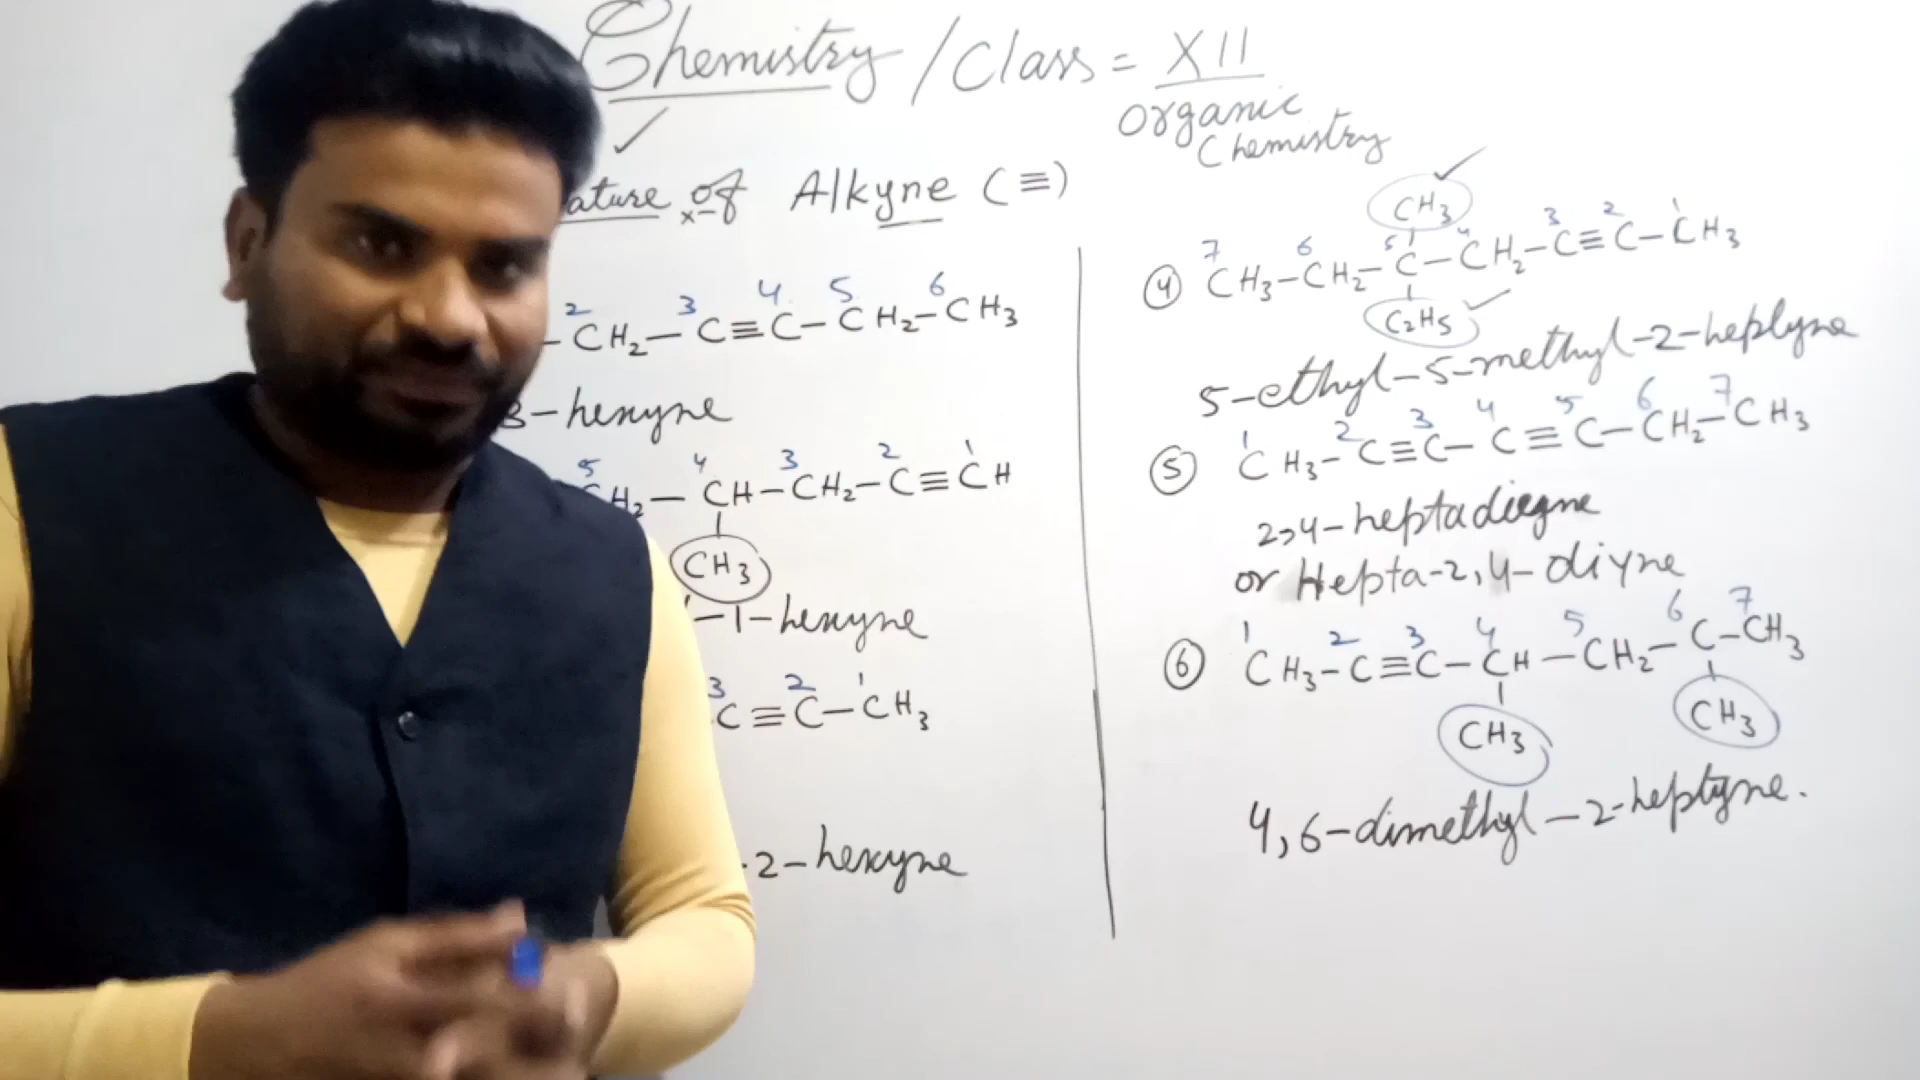 Chemistry / Class = XII
Organic
Chemistry
ature of Alkyne (≡)
2 3 4 5 6
- CH2 - C ≡ C - CH2 - CH3
3-hexyne
5 4 3 2 1
CH2 - CH - CH2 - C ≡ CH
CH3
-1-hexyne
3 2 1
C ≡ C - CH3
-2-hexyne
CH3
7 6 5 4 3 2 1
④ CH3 - CH2 - C - CH2 - C ≡ C - CH3
C2H5
5-ethyl-5-methyl-2-heptyne
1 2 3 4 5 6 7
⑤ CH3 - C ≡ C - C ≡ C - CH2 - CH3
2,4-heptadiyne
or Hepta-2,4-diyne
1 2 3 4 5 6 7
⑥ CH3 - C ≡ C - CH - CH2 - C - CH3
CH3 CH3
4,6-dimethyl-2-heptyne.